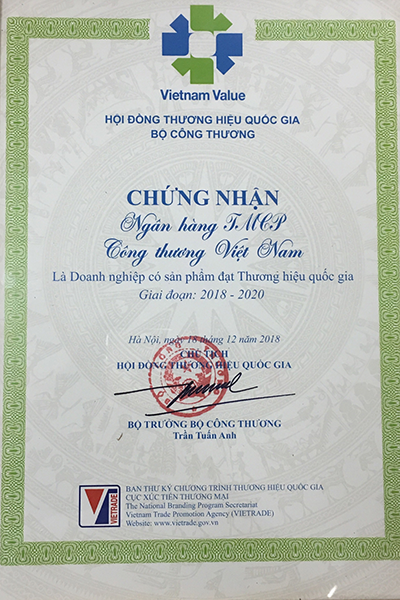 Vietnam Value
HỘI ĐỒNG THƯƠNG HIỆU QUỐC GIA
BỘ CÔNG THƯƠNG
CHỨNG NHẬN
Ngân hàng TMCP
Công thương Việt Nam
Là Doanh nghiệp có sản phẩm đạt Thương hiệu quốc gia
Giai đoạn: 2018 - 2020
Hà Nội, ngày 18 tháng 12 năm 2018
CHỦ TỊCH
HỘI ĐỒNG THƯƠNG HIỆU QUỐC GIA
BỘ TRƯỞNG BỘ CÔNG THƯƠNG
Trần Tuấn Anh
VIETRADE
BAN THƯ KÝ CHƯƠNG TRÌNH THƯƠNG HIỆU QUỐC GIA
CỤC XÚC TIẾN THƯƠNG MẠI
The National Branding Program Secretariat
Vietnam Trade Promotion Agency (VIETRADE)
Website: www.vietrade.gov.vn